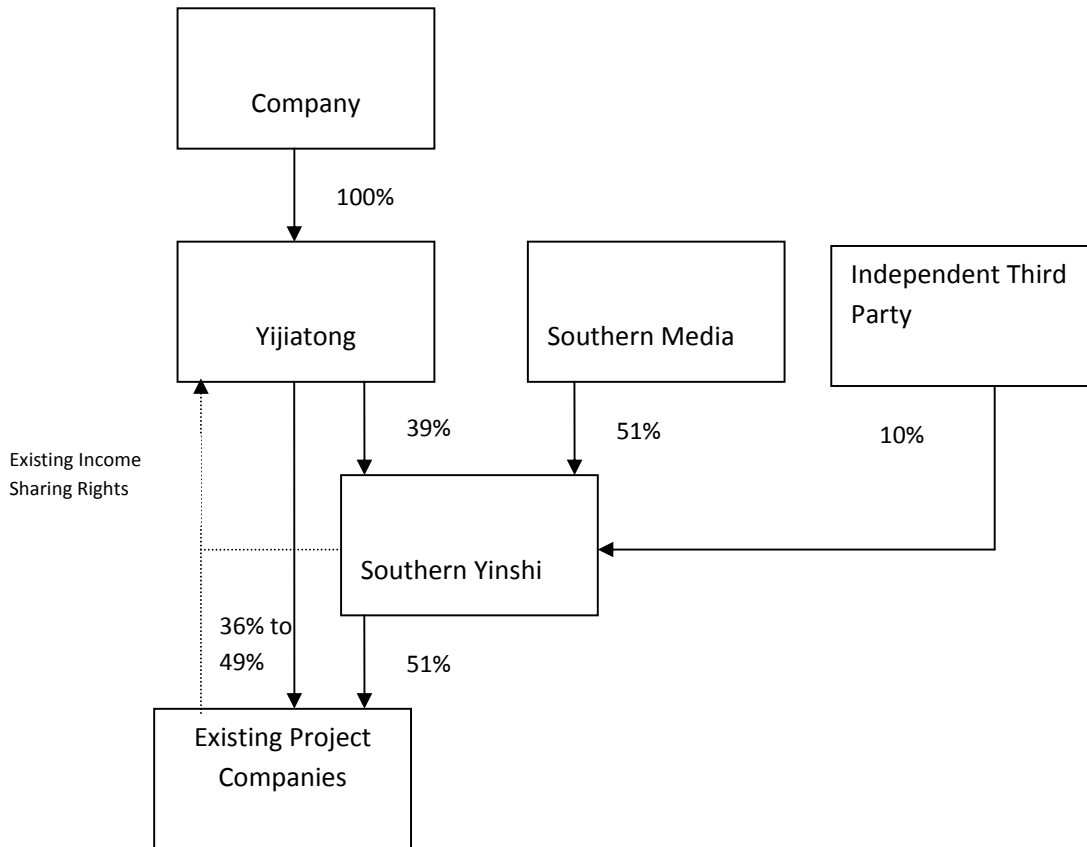 Company
100%
Yijiatong
Southern Media
Independent Third
Party
39%
51%
10%
Existing Income
Sharing Rights
Southern Yinshi
36% to
49%
51%
Existing Project
Companies